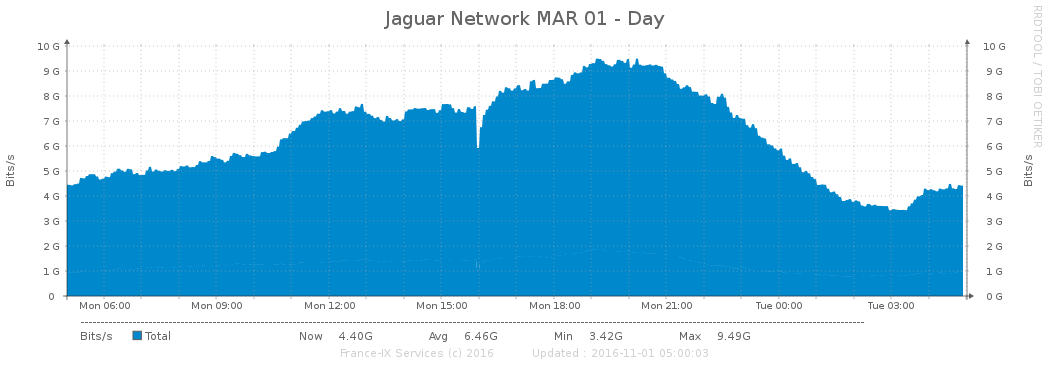 Jaguar Network MAR 01 - Day
RRDTOOL / TOBI OETIKER
10 G 10 G
9 G 9 G
8 G 8 G
7 G 7 G
6 G 6 G
5 G 5 G
4 G 4 G
3 G 3 G
2 G 2 G
1 G 1 G
0 0 G
Bits/s
Bits/s
Mon 06:00 Mon 09:00 Mon 12:00 Mon 15:00 Mon 18:00 Mon 21:00 Tue 00:00 Tue 03:00
Bits/s Total Now 4.40G Avg 6.46G Min 3.42G Max 9.49G
France-IX Services (c) 2016 Updated : 2016-11-01 05:00:03